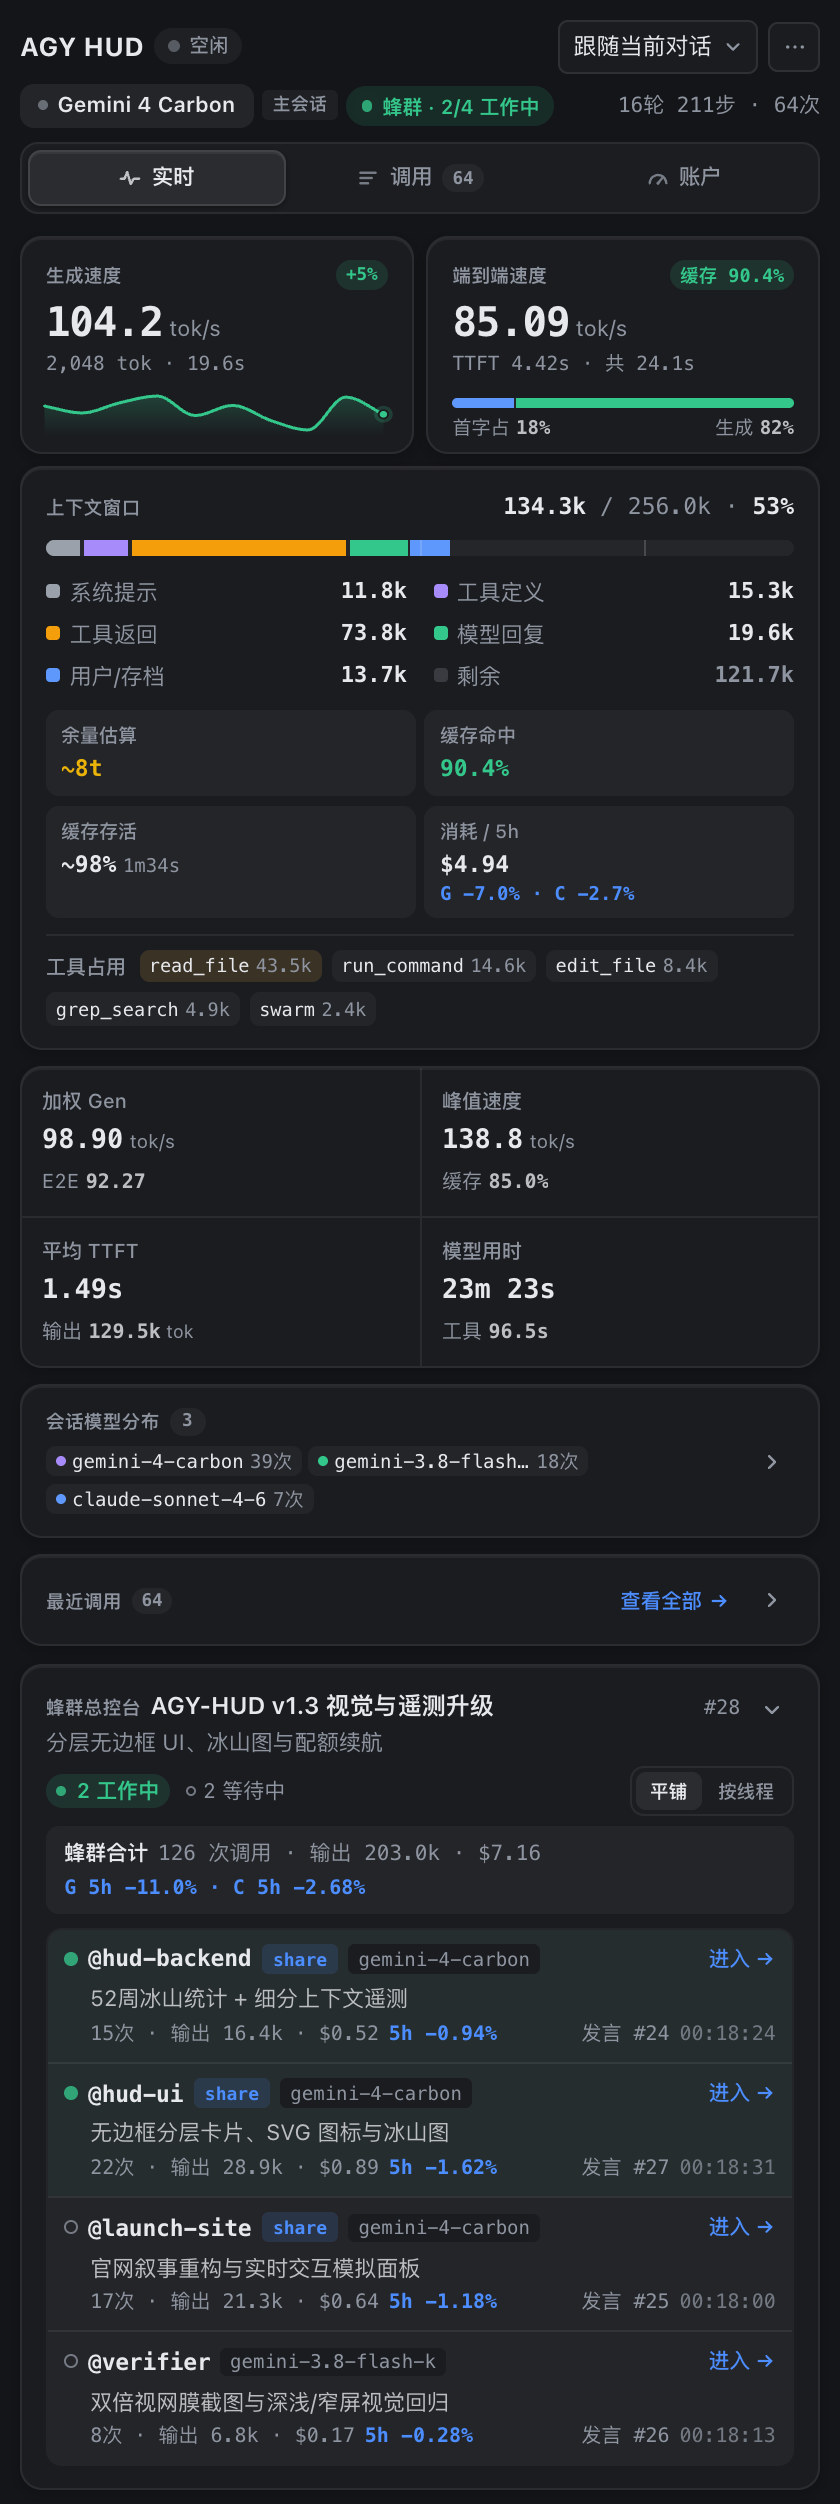 AGY HUD 空闲 跟随当前对话 ···
Gemini 4 Carbon 主会话 蜂群 · 2/4 工作中 16轮 211步 · 64次
实时 调用 64 账户
生成速度 +5%
104.2 tok/s
2,048 tok · 19.6s
端到端速度 缓存 90.4%
85.09 tok/s
TTFT 4.42s · 共 24.1s
首字占 18% 生成 82%
上下文窗口 134.3k / 256.0k · 53%
系统提示 11.8k 工具定义 15.3k
工具返回 73.8k 模型回复 19.6k
用户/存档 13.7k 剩余 121.7k
余量估算
~8t
缓存命中
90.4%
缓存存活
~98% 1m34s
消耗 / 5h
$4.94
G −7.0% · C −2.7%
工具占用 read_file 43.5k run_command 14.6k edit_file 8.4k
grep_search 4.9k swarm 2.4k
加权 Gen
98.90 tok/s
E2E 92.27
峰值速度
138.8 tok/s
缓存 85.0%
平均 TTFT
1.49s
输出 129.5k tok
模型用时
23m 23s
工具 96.5s
会话模型分布 3
gemini-4-carbon 39次 gemini-3.8-flash… 18次
claude-sonnet-4-6 7次
最近调用 64 查看全部 →
蜂群总控台 AGY-HUD v1.3 视觉与遥测升级 #28
分层无边框 UI、冰山图与配额续航
2 工作中 2 等待中 平铺 按线程
蜂群合计 126 次调用 · 输出 203.0k · $7.16
G 5h −11.0% · C 5h −2.68%
@hud-backend share gemini-4-carbon 进入 →
52周冰山统计 + 细分上下文遥测
15次 · 输出 16.4k · $0.52 5h −0.94% 发言 #24 00:18:24
@hud-ui share gemini-4-carbon 进入 →
无边框分层卡片、SVG 图标与冰山图
22次 · 输出 28.9k · $0.89 5h −1.62% 发言 #27 00:18:31
@launch-site share gemini-4-carbon 进入 →
官网叙事重构与实时交互模拟面板
17次 · 输出 21.3k · $0.64 5h −1.18% 发言 #25 00:18:00
@verifier gemini-3.8-flash-k 进入 →
双倍视网膜截图与深浅/窄屏视觉回归
8次 · 输出 6.8k · $0.17 5h −0.28% 发言 #26 00:18:13